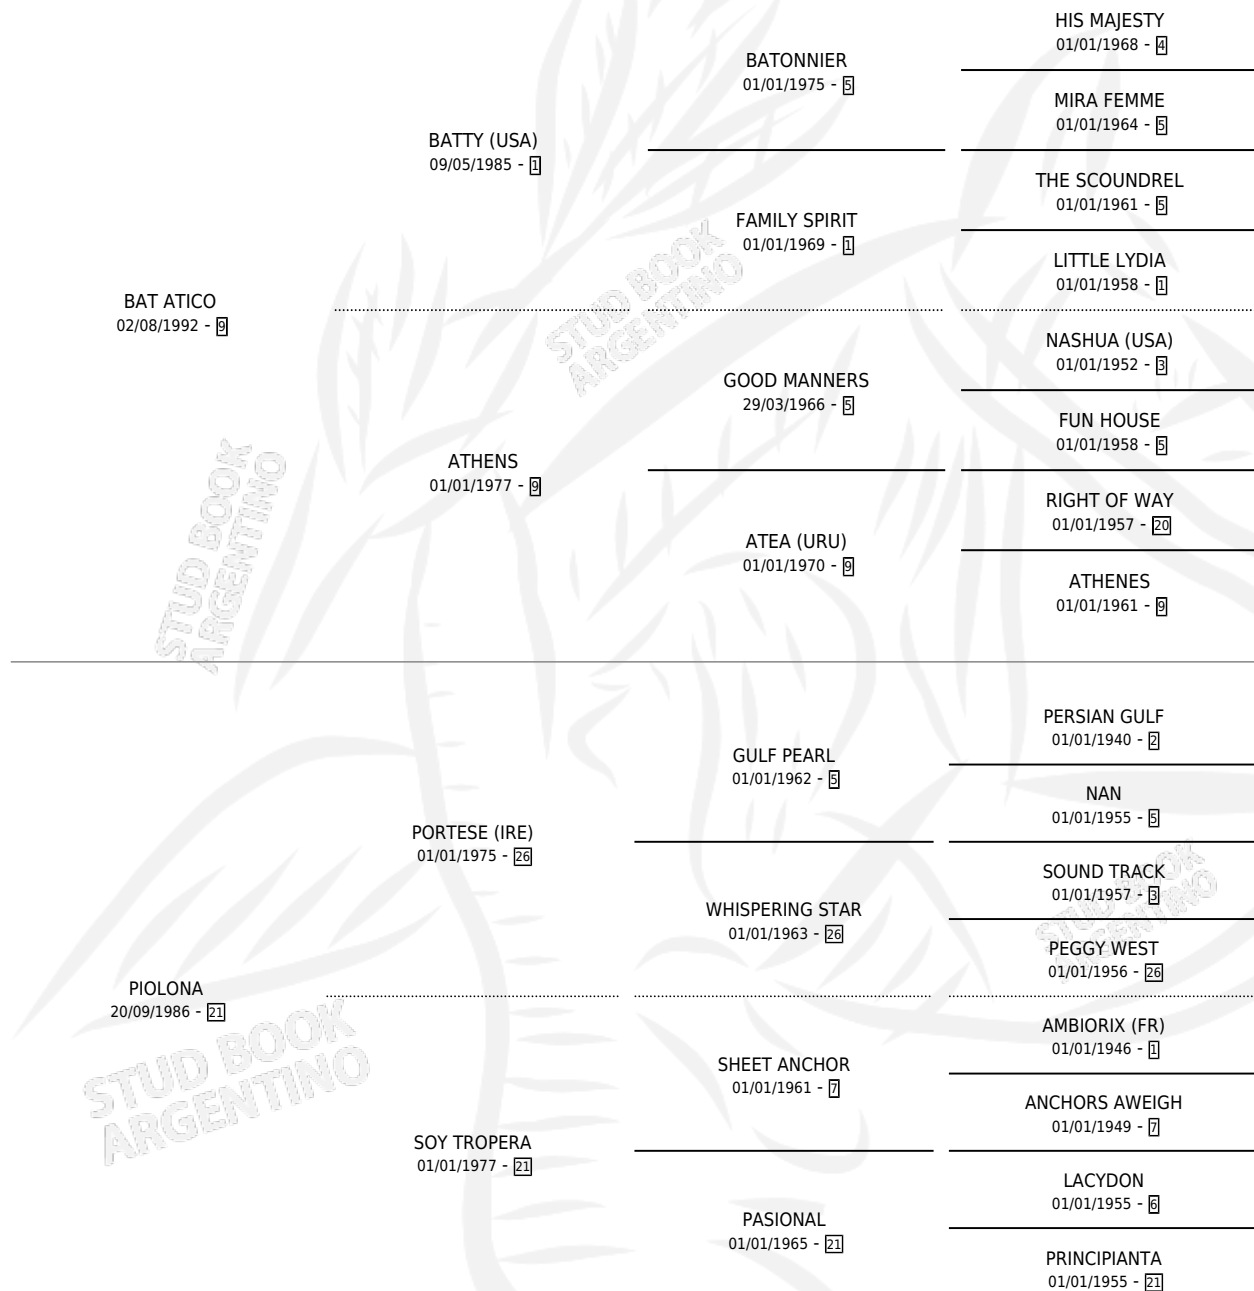 HIS MAJESTY
01/01/1968 - 4
BATONNIER
01/01/1975 - 5
MIRA FEMME
01/01/1964 - 5
BATTY (USA)
09/05/1985 - 1
THE SCOUNDREL
01/01/1961 - 5
FAMILY SPIRIT
01/01/1969 - 1
LITTLE LYDIA
01/01/1958 - 1
BAT ATICO
02/08/1992 - 9
NASHUA (USA)
01/01/1952 - 3
GOOD MANNERS
29/03/1966 - 5
FUN HOUSE
01/01/1958 - 5
ATHENS
01/01/1977 - 9
RIGHT OF WAY
01/01/1957 - 20
ATEA (URU)
01/01/1970 - 9
ATHENES
01/01/1961 - 9
PERSIAN GULF
01/01/1940 - 2
GULF PEARL
01/01/1962 - 5
NAN
01/01/1955 - 5
PORTESE (IRE)
01/01/1975 - 26
SOUND TRACK
01/01/1957 - 3
WHISPERING STAR
01/01/1963 - 26
PEGGY WEST
01/01/1956 - 26
PIOLONA
20/09/1986 - 21
AMBIORIX (FR)
01/01/1946 - 1
SHEET ANCHOR
01/01/1961 - 7
ANCHORS AWEIGH
01/01/1949 - 7
SOY TROPERA
01/01/1977 - 21
LACYDON
01/01/1955 - 6
PASIONAL
01/01/1965 - 21
PRINCIPIANTA
01/01/1955 - 21
STUD BOOK
ARGENTINO
STUD BOOK
ARGENTINO
STUD BOOK
ARGENTINO
STUD BOOK
ARGENTINO